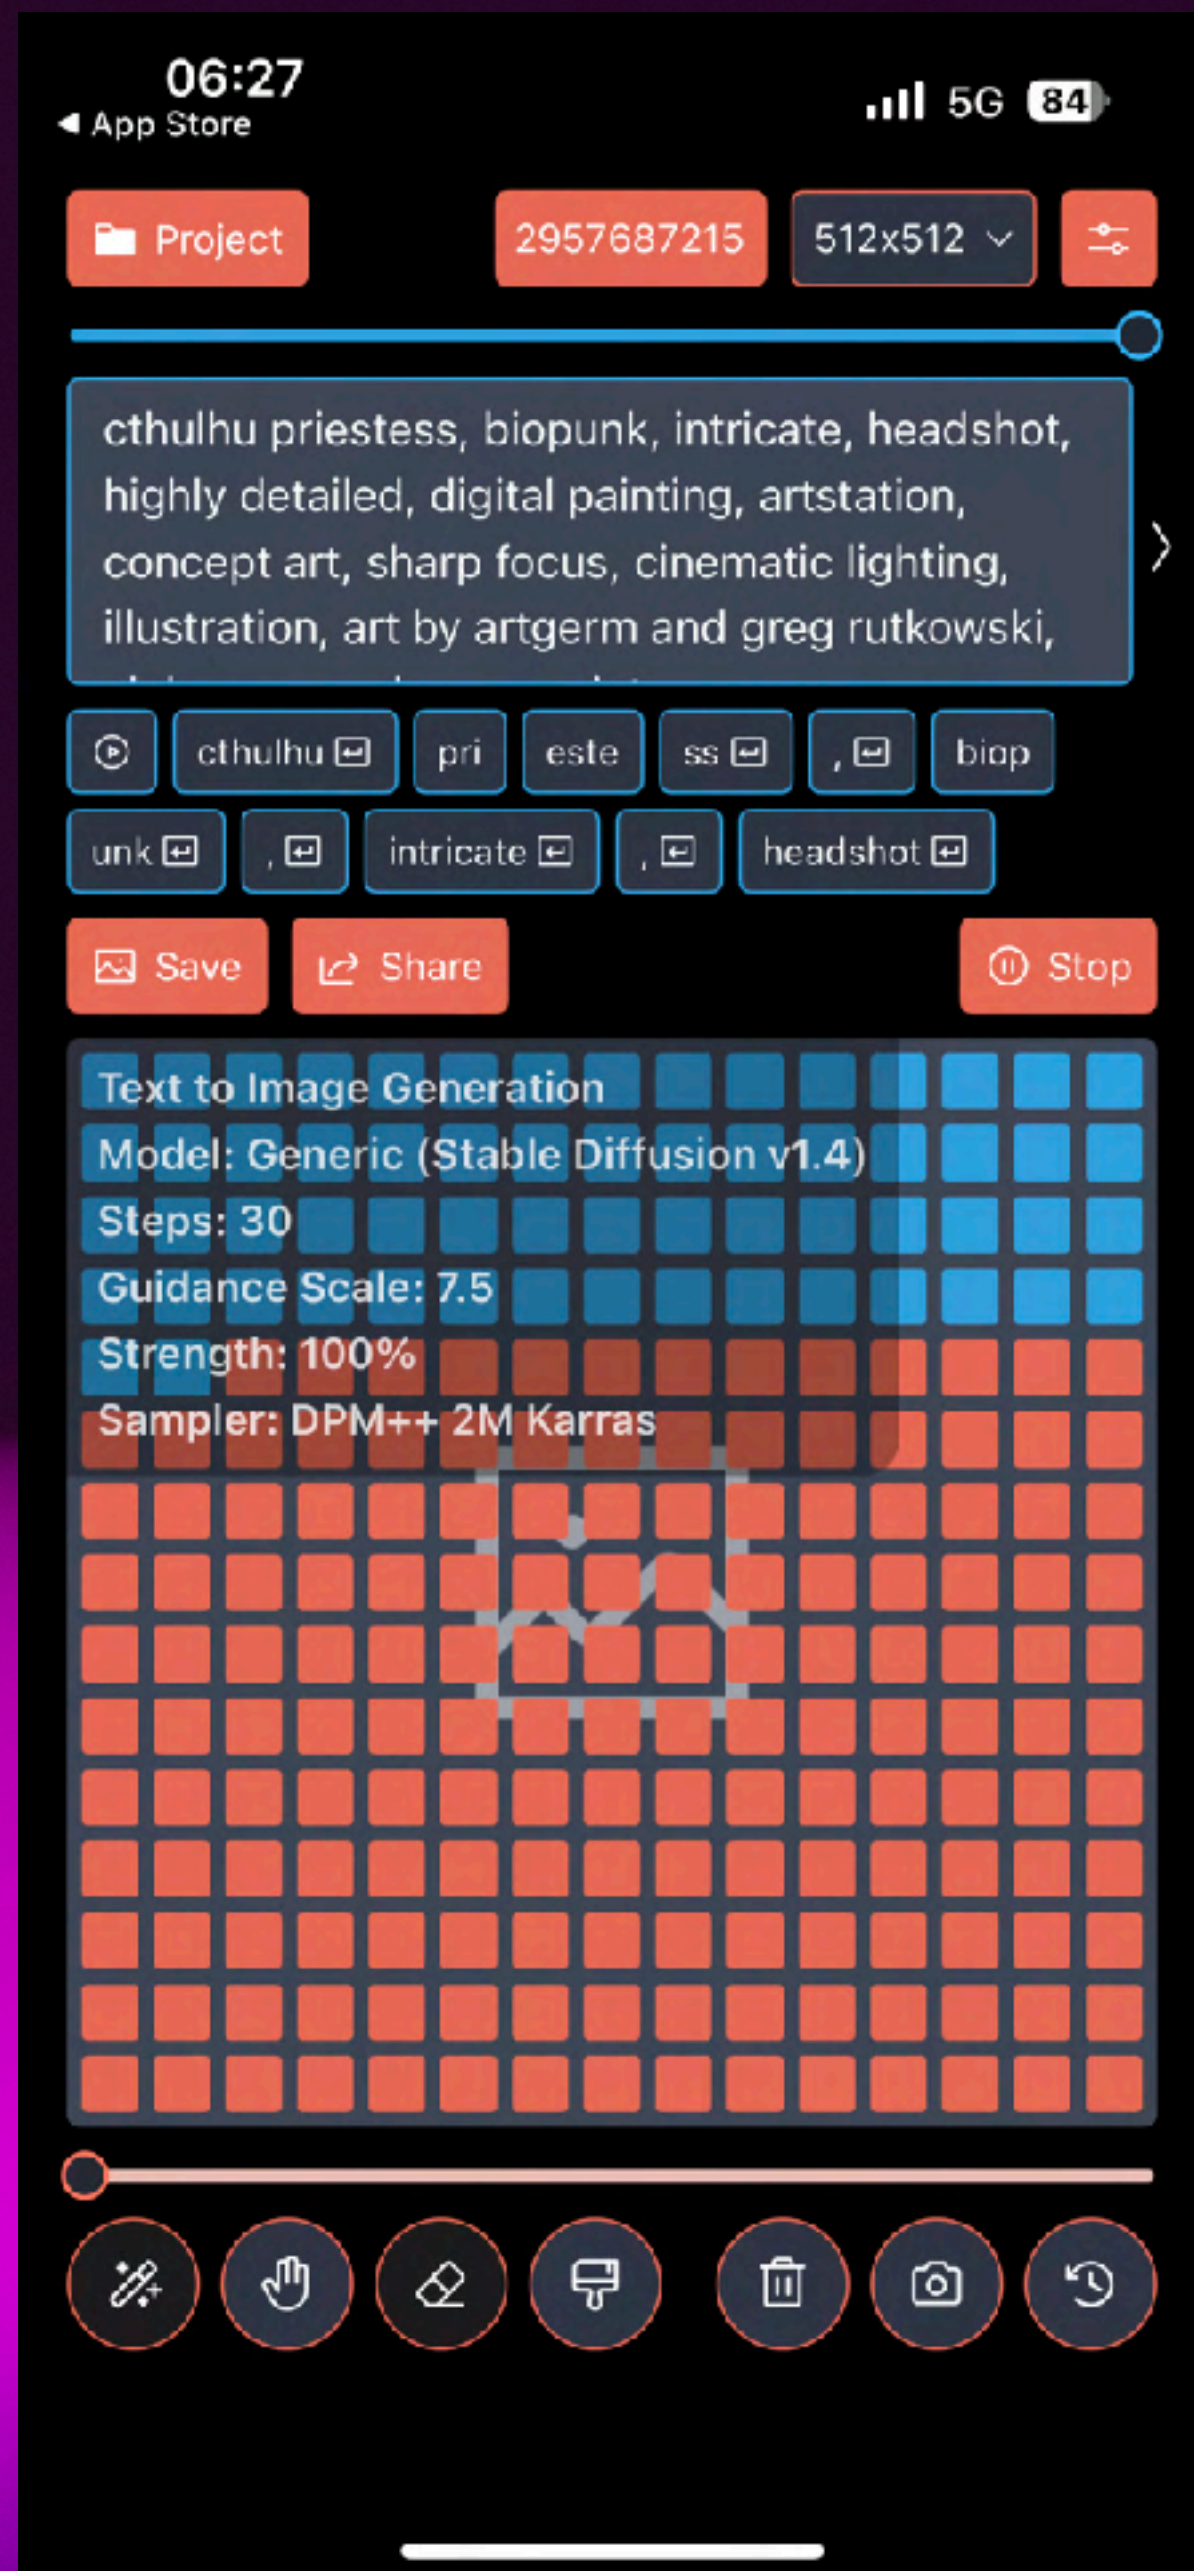 06:27
App Store
5G 84
Project 2957687215 512x512
cthulhu priestess, biopunk, intricate, headshot,
highly detailed, digital painting, artstation,
concept art, sharp focus, cinematic lighting,
illustration, art by artgerm and greg rutkowski,
cthulhu pri este ss , biop
unk , intricate , headshot
Save Share Stop
Text to Image Generation
Model: Generic (Stable Diffusion v1.4)
Steps: 30
Guidance Scale: 7.5
Strength: 100%
Sampler: DPM++ 2M Karras